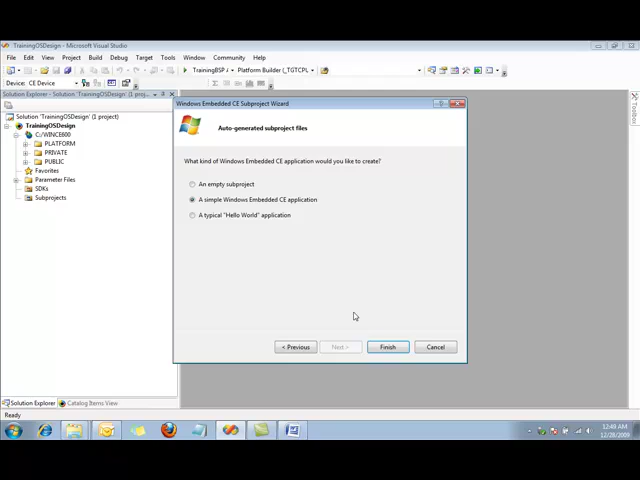 TrainingOSDesign - Microsoft Visual Studio
File Edit View Project Build Debug Target Tools Window Community Help
TrainingBSP Platform Builder (_TGTCPL
Device: CE Device
Solution Explorer - Solution 'TrainingOSDesign' (1 proj...
Solution 'TrainingOSDesign' (1 project)
TrainingOSDesign
C:/WINCE600
PLATFORM
PRIVATE
PUBLIC
Favorites
Parameter Files
SDKs
Subprojects
Windows Embedded CE Subproject Wizard
Auto-generated subproject files
What kind of Windows Embedded CE application would you like to create?
An empty subproject
A simple Windows Embedded CE application
A typical "Hello World" application
< Previous
Next >
Finish
Cancel
Toolbox
Solution Explorer
Catalog Items View
Ready
12:49 AM
12/28/2009